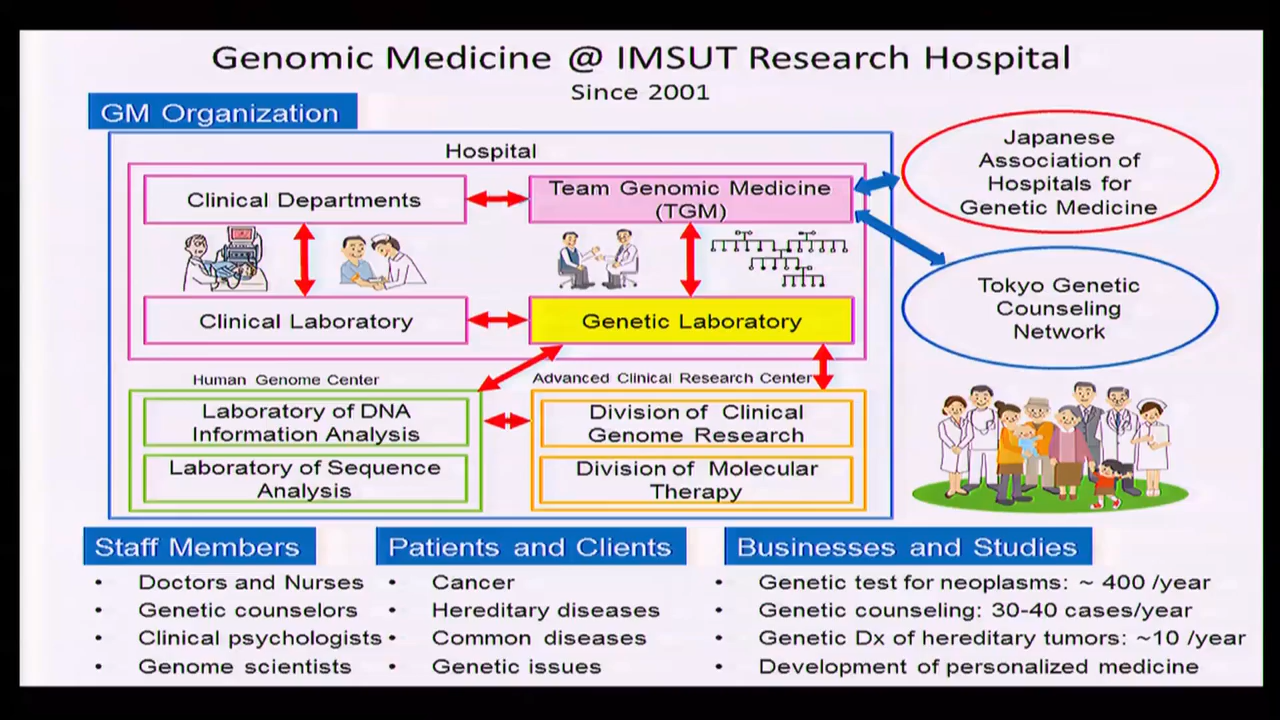 Genomic Medicine @ IMSUT Research Hospital
Since 2001
GM Organization
Hospital
Clinical Departments
Team Genomic Medicine
(TGM)
Clinical Laboratory
Genetic Laboratory
Human Genome Center
Laboratory of DNA
Information Analysis
Laboratory of Sequence
Analysis
Advanced Clinical Research Center
Division of Clinical
Genome Research
Division of Molecular
Therapy
Japanese
Association of
Hospitals for
Genetic Medicine
Tokyo Genetic
Counseling
Network
Staff Members
• Doctors and Nurses
• Genetic counselors
• Clinical psychologists
• Genome scientists
Patients and Clients
• Cancer
• Hereditary diseases
• Common diseases
• Genetic issues
Businesses and Studies
• Genetic test for neoplasms: ~ 400 /year
• Genetic counseling: 30-40 cases/year
• Genetic Dx of hereditary tumors: ~10 /year
• Development of personalized medicine